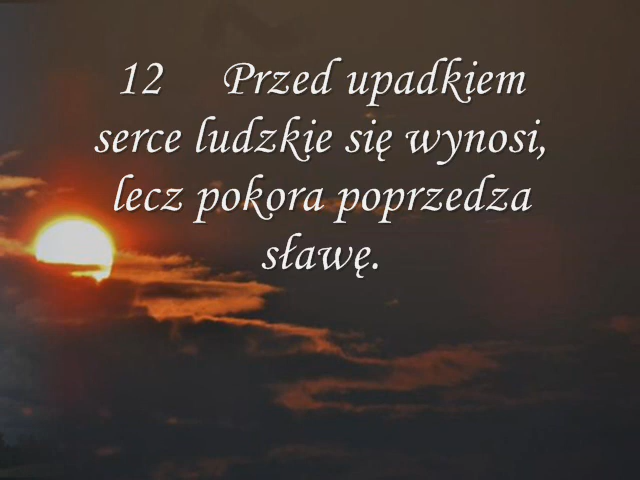 12 Przed upadkiem
serce ludzkie się wynosi,
lecz pokora poprzedza
sławę.